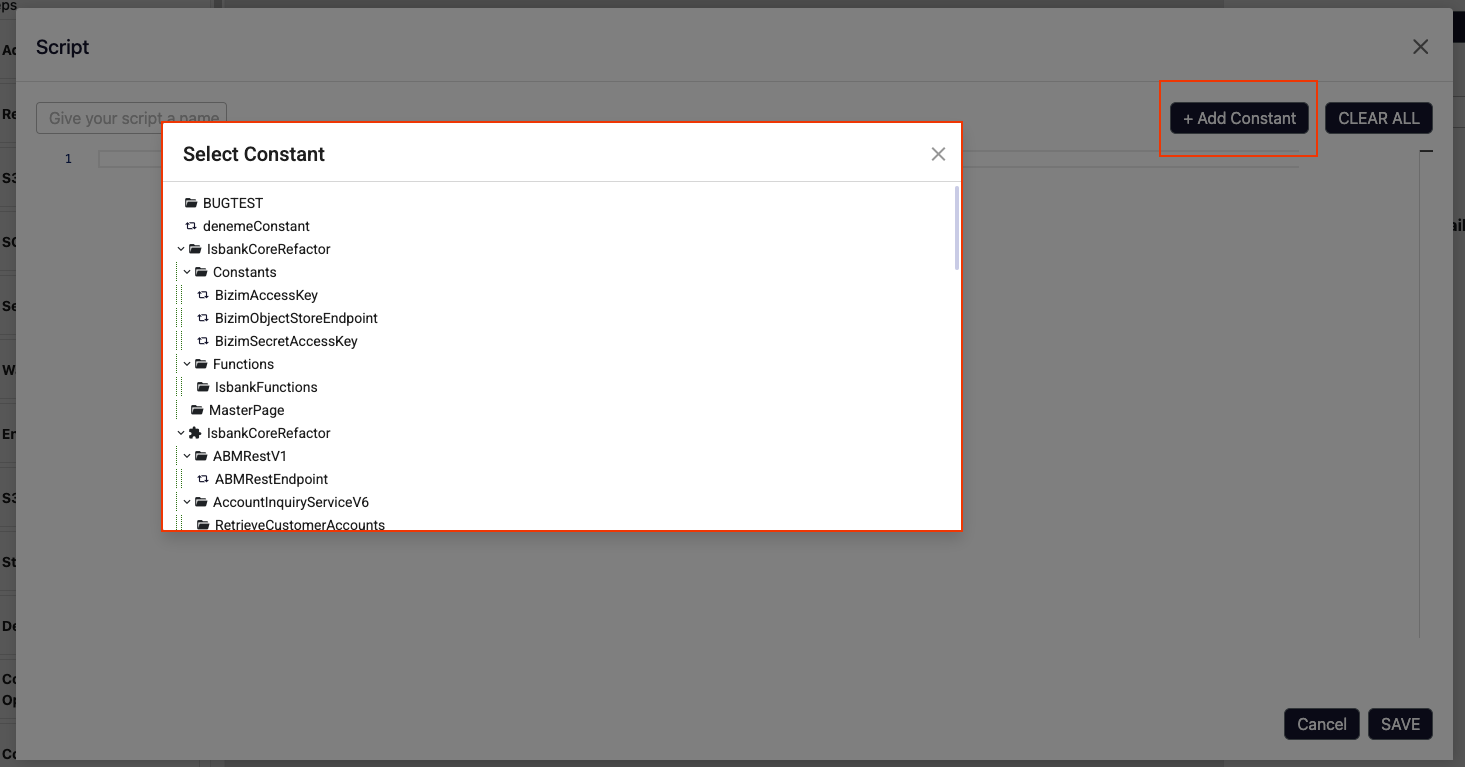 Script
Give your script a name
+ Add Constant
CLEAR ALL
1
Select Constant
BUGTEST
denemeConstant
IsbankCoreRefactor
Constants
BizimAccessKey
BizimObjectStoreEndpoint
BizimSecretAccessKey
Functions
IsbankFunctions
MasterPage
IsbankCoreRefactor
ABMRestV1
ABMRestEndpoint
AccountInquiryServiceV6
RetrieveCustomerAccounts
Cancel
SAVE